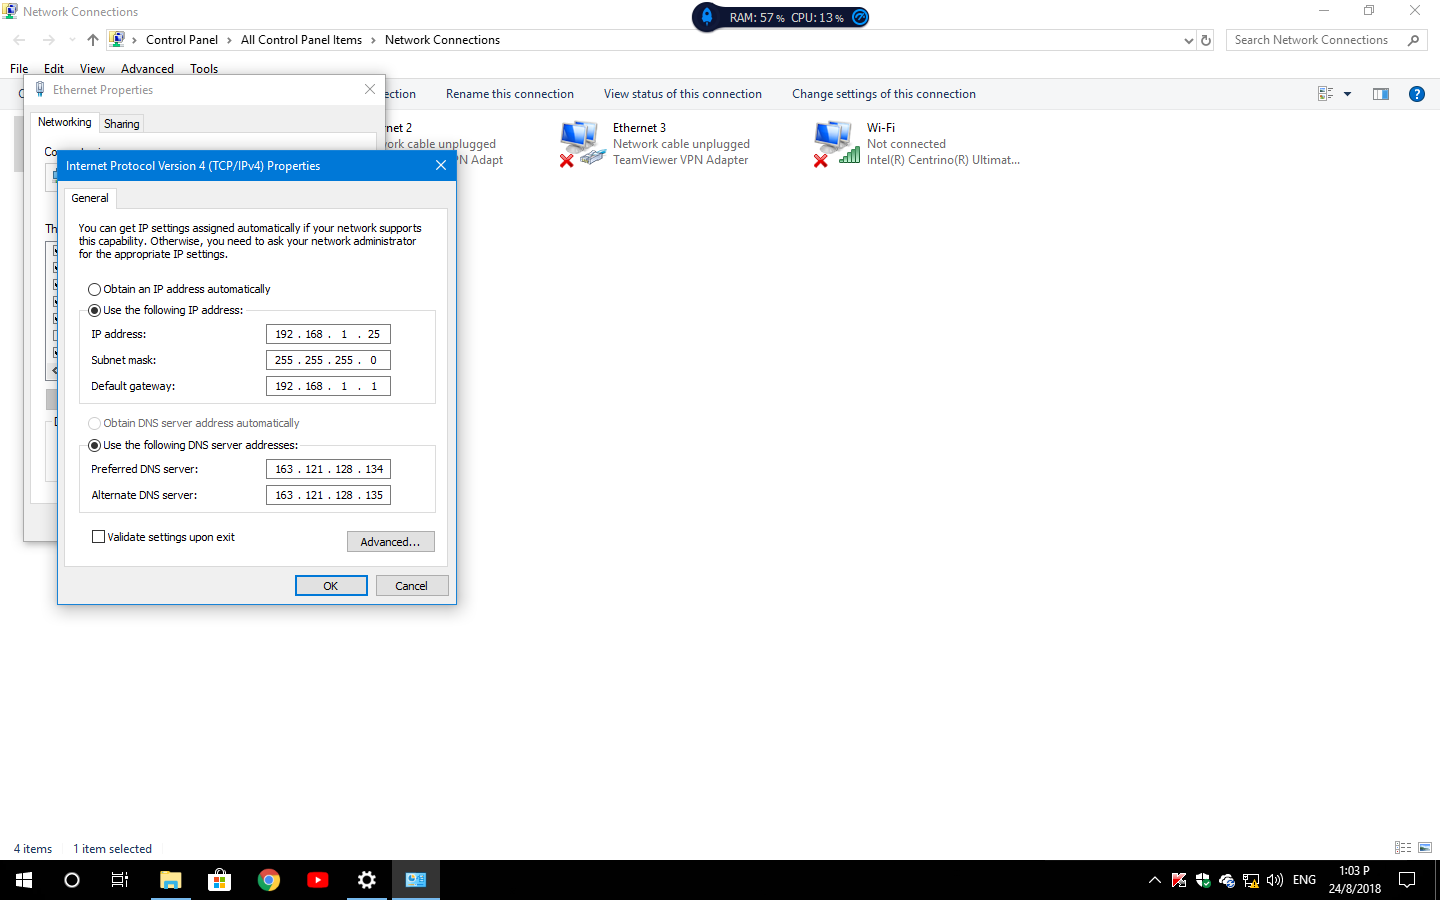 Network Connections
RAM: 57 % CPU: 13 %
Control Panel > All Control Panel Items > Network Connections
Search Network Connections
File Edit View Advanced Tools
Ethernet Properties
Rename this connection View status of this connection Change settings of this connection
Networking Sharing
Ethernet 3
Network cable unplugged
TeamViewer VPN Adapter
Wi-Fi
Not connected
Intel(R) Centrino(R) Ultimat...
Internet Protocol Version 4 (TCP/IPv4) Properties
General
You can get IP settings assigned automatically if your network supports
this capability. Otherwise, you need to ask your network administrator
for the appropriate IP settings.
Obtain an IP address automatically
Use the following IP address:
IP address: 192 . 168 . 1 . 25
Subnet mask: 255 . 255 . 255 . 0
Default gateway: 192 . 168 . 1 . 1
Obtain DNS server address automatically
Use the following DNS server addresses:
Preferred DNS server: 163 . 121 . 128 . 134
Alternate DNS server: 163 . 121 . 128 . 135
Validate settings upon exit
Advanced...
OK Cancel
4 items 1 item selected
ENG
1:03 P
24/8/2018